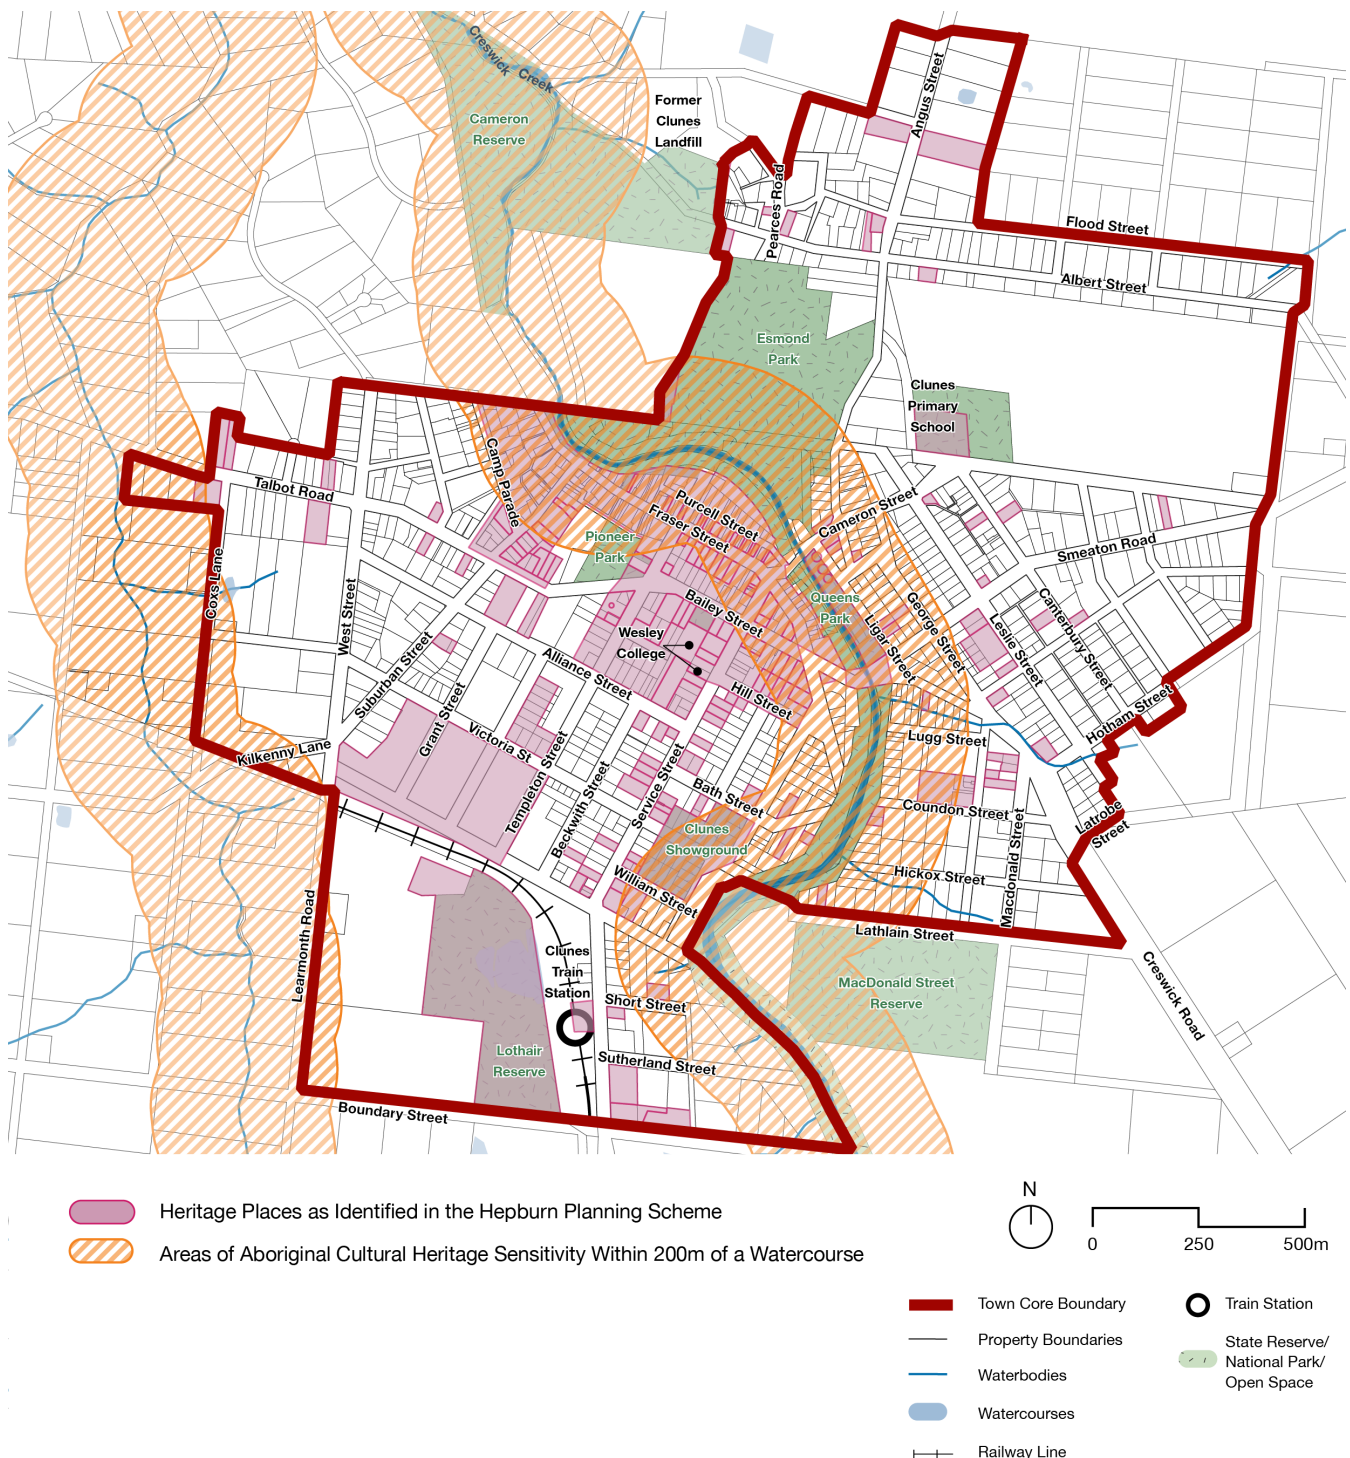 Creswick
Creek
Cameron
Reserve
Former
Clunes
Landfill
Angus Street
Pearces Road
Flood Street
Albert Street
Esmond
Park
Clunes
Primary
School
Talbot Road
Camp Parade
Purcell Street
Fraser Street
Cameron Street
Smeaton Road
Pioneer
Park
Coxs Lane
West Street
Bailey Street
Queens
Park
George Street
Ligar Street
Canterbury Street
Leslie Street
Wesley
College
Suburban Street
Alliance Street
Hill Street
Grant Street
Victoria St
Hotham Street
Lugg Street
Kilkenny Lane
Templeton Street
Beckwith Street
Service Street
Bath Street
Coundon Street
Macdonald Street
Latrobe
Street
Clunes
Showground
William Street
Hickox Street
Lathlain Street
Learmonth Road
Clunes
Train
Station
MacDonald Street
Reserve
Creswick Road
Short Street
Lothair
Reserve
Sutherland Street
Boundary Street
Heritage Places as Identified in the Hepburn Planning Scheme
Areas of Aboriginal Cultural Heritage Sensitivity Within 200m of a Watercourse
N
0 250 500m
Town Core Boundary
Train Station
Property Boundaries
State Reserve/
National Park/
Open Space
Waterbodies
Watercourses
Railway Line